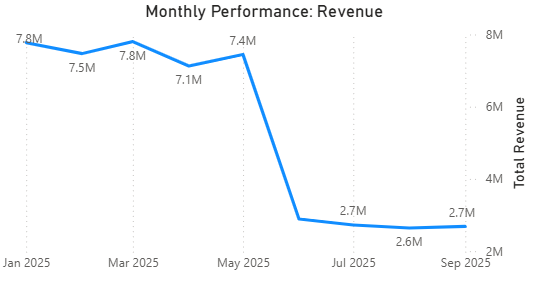 Monthly Performance: Revenue
7.8M
7.5M
7.8M
7.1M
7.4M
2.7M
2.6M
2.7M
8M
6M
4M
2M
Total Revenue
Jan 2025 Mar 2025 May 2025 Jul 2025 Sep 2025